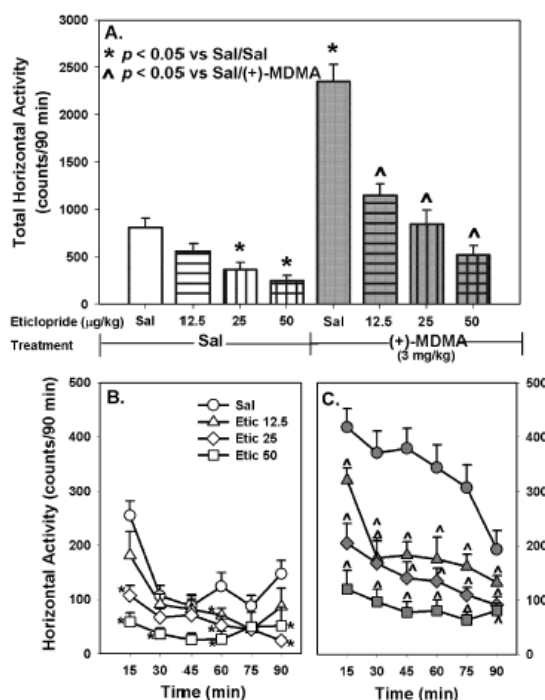 A.
* p < 0.05 vs Sal/Sal
^ p < 0.05 vs Sal/(+)-MDMA
Total Horizontal Activity
(counts/90 min)
3000
2500
2000
1500
1000
500
0
* * * ^ ^ ^
Eticlopride (µg/kg) Sal 12.5 25 50 Sal 12.5 25 50
Treatment Sal (+)-MDMA
(3 mg/kg)
B.
Sal
Etic 12.5
Etic 25
Etic 50
Horizontal Activity (counts/90 min)
500
400
300
200
100
0
15 30 45 60 75 90
Time (min)
C.
500
400
300
200
100
0
15 30 45 60 75 90
Time (min)